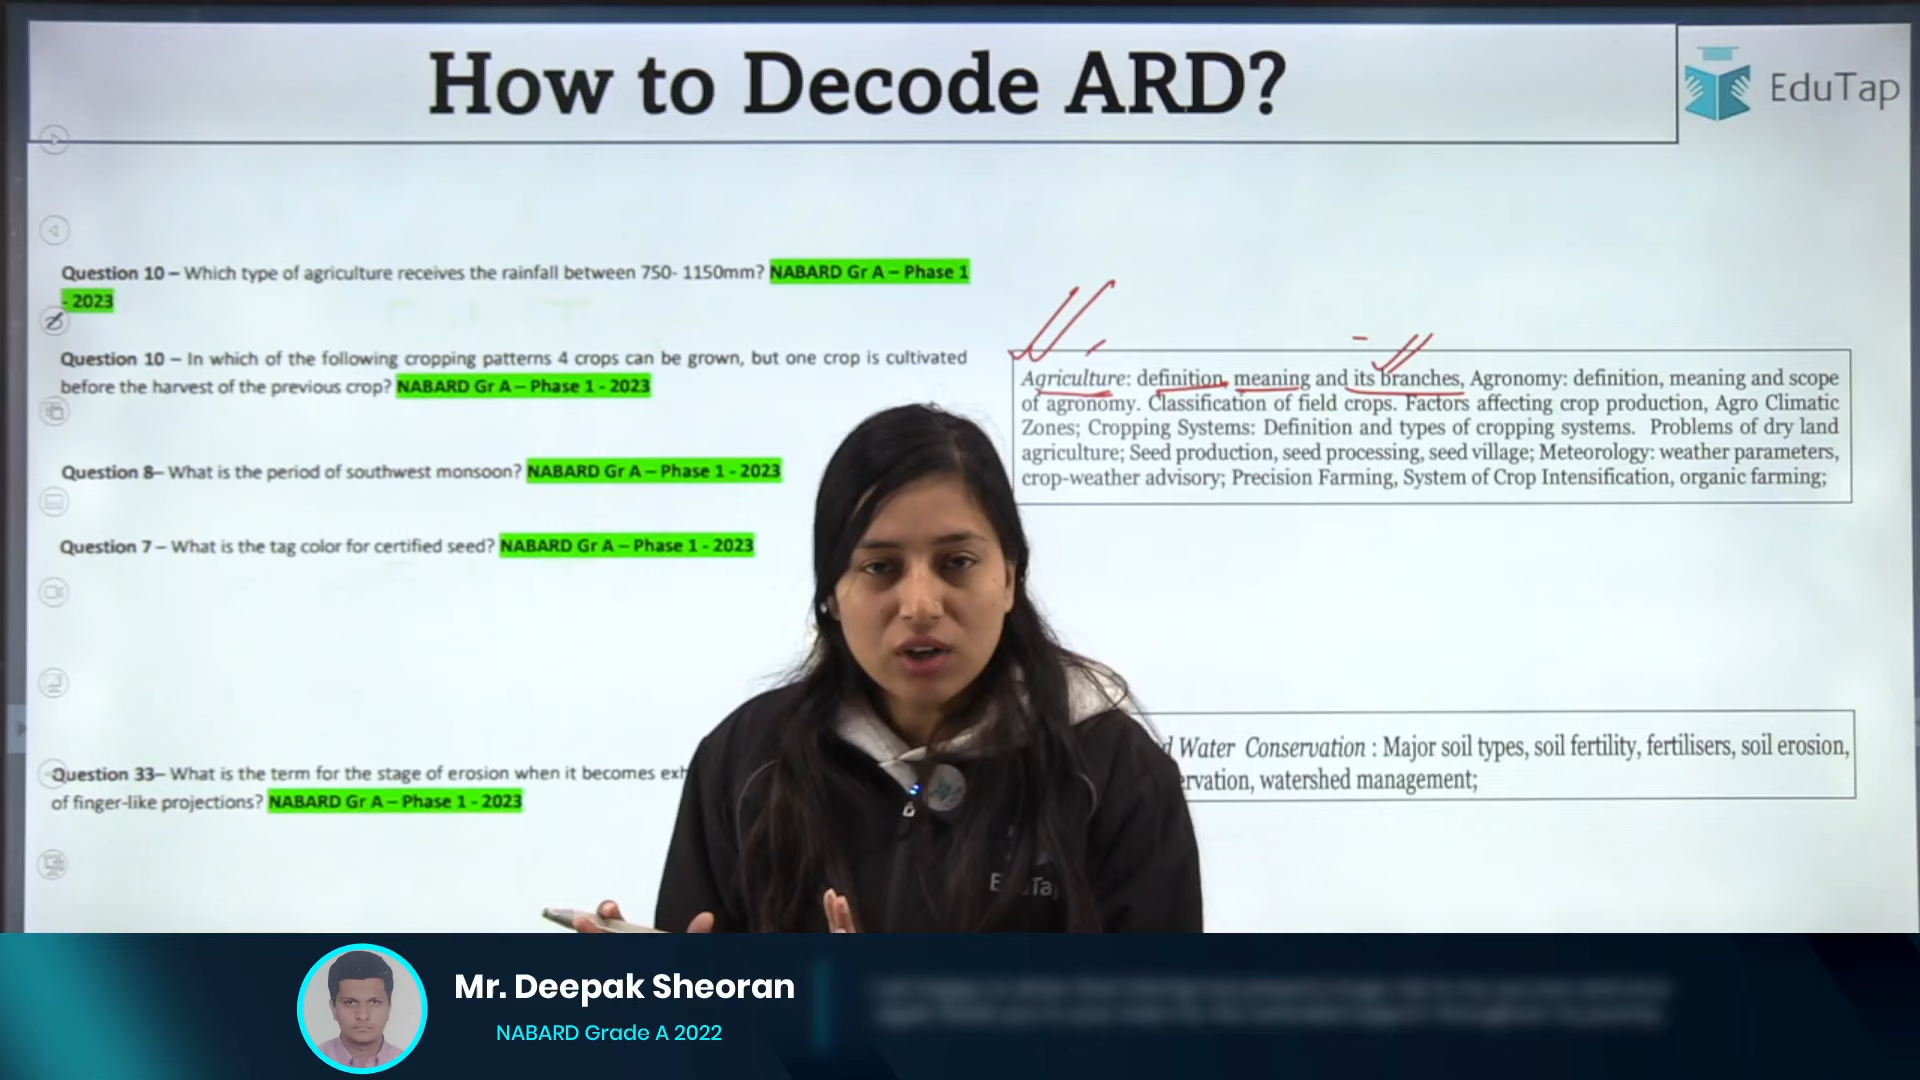 How to Decode ARD?
EduTap
Question 10 – Which type of agriculture receives the rainfall between 750- 1150mm? NABARD Gr A – Phase 1
- 2023
Question 10 – In which of the following cropping patterns 4 crops can be grown, but one crop is cultivated
before the harvest of the previous crop? NABARD Gr A – Phase 1 - 2023
Question 8– What is the period of southwest monsoon? NABARD Gr A – Phase 1 - 2023
Question 7 – What is the tag color for certified seed? NABARD Gr A – Phase 1 - 2023
Agriculture: definition, meaning and its branches, Agronomy: definition, meaning and scope
of agronomy. Classification of field crops. Factors affecting crop production, Agro Climatic
Zones; Cropping Systems: Definition and types of cropping systems. Problems of dry land
agriculture; Seed production, seed processing, seed village; Meteorology: weather parameters,
crop-weather advisory; Precision Farming, System of Crop Intensification, organic farming;
Question 33– What is the term for the stage of erosion when it becomes
of finger-like projections? NABARD Gr A – Phase 1 - 2023
Water Conservation : Major soil types, soil fertility, fertilisers, soil erosion,
watershed management;
Mr. Deepak Sheoran
NABARD Grade A 2022